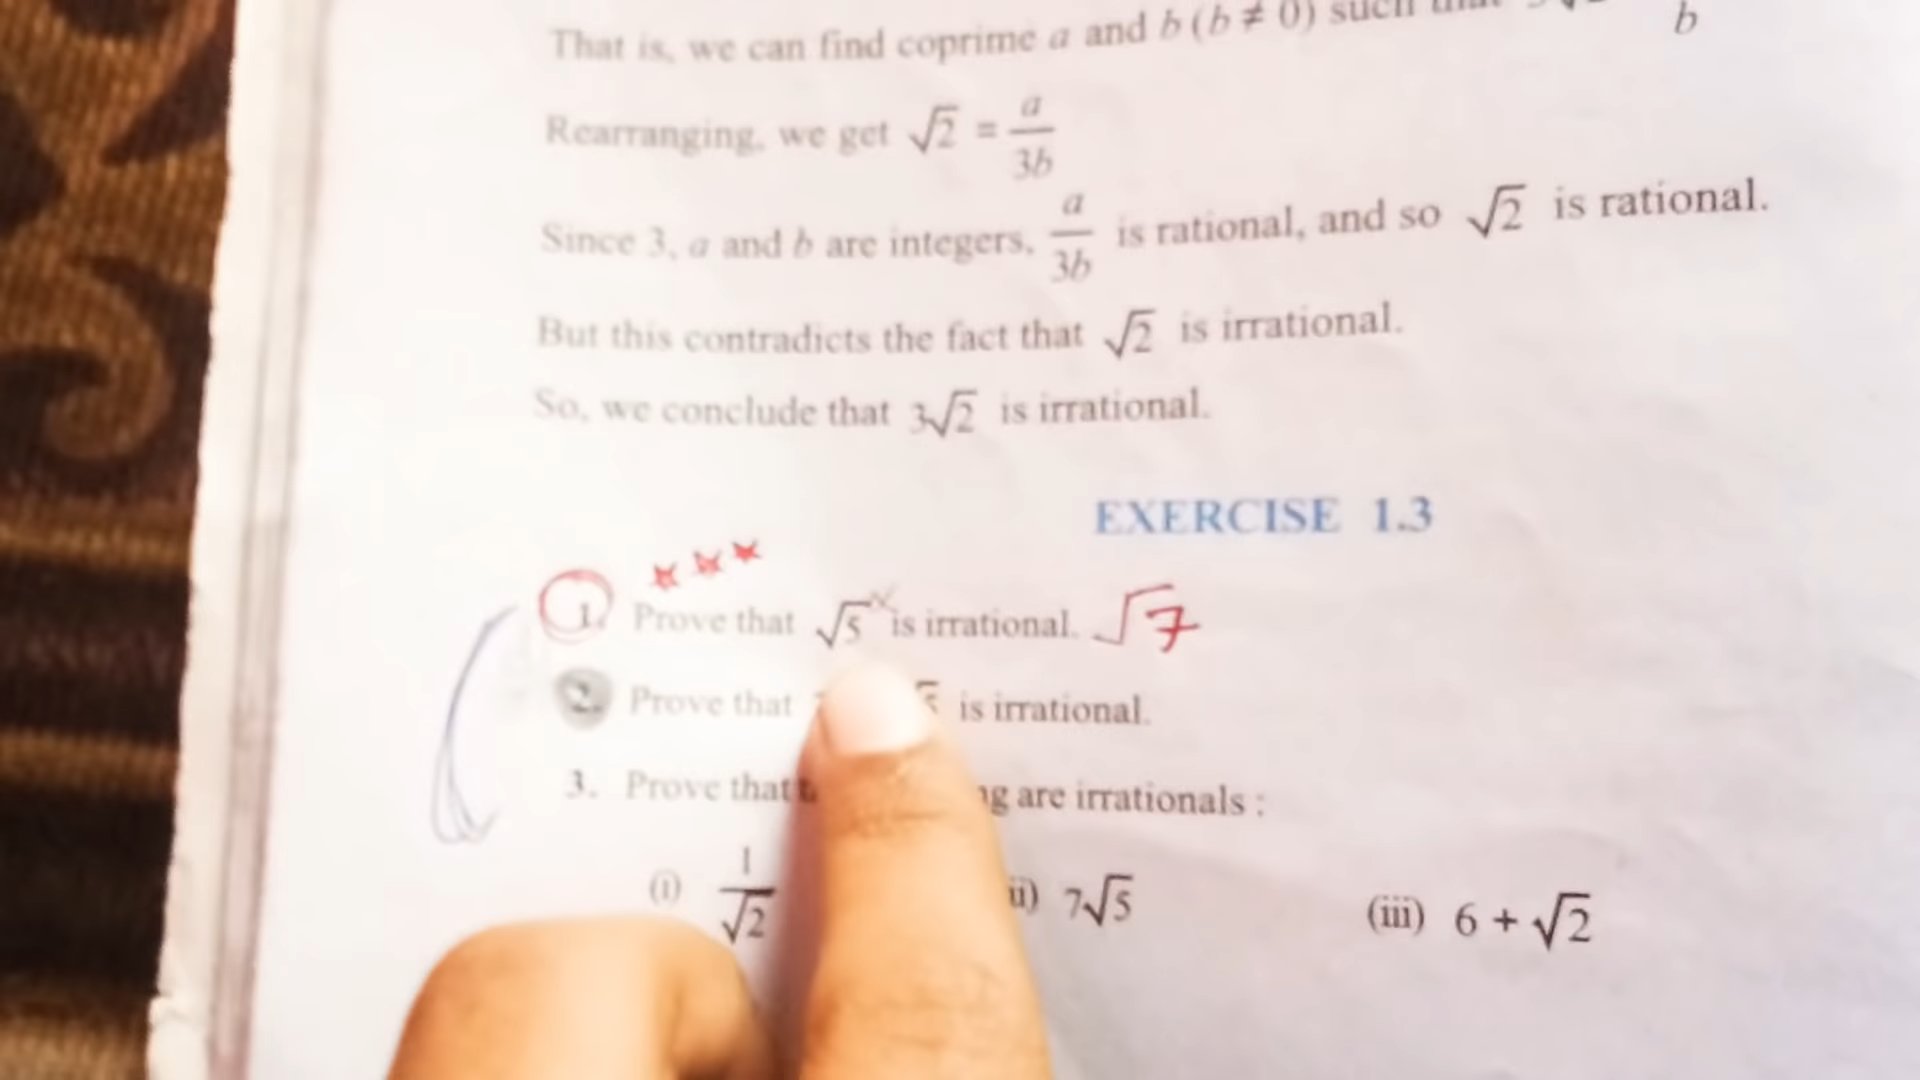 That is, we can find coprime a and b (b ≠ 0) such that b
Rearranging, we get √2 = a/3b
Since 3, a and b are integers, a/3b is rational, and so √2 is rational.
But this contradicts the fact that √2 is irrational.
So, we conclude that 3√2 is irrational.
EXERCISE 1.3
1. Prove that √5 is irrational. √7
2. Prove that is irrational.
3. Prove that are irrationals :
(i) 1/√2 ii) 7√5 (iii) 6 + √2